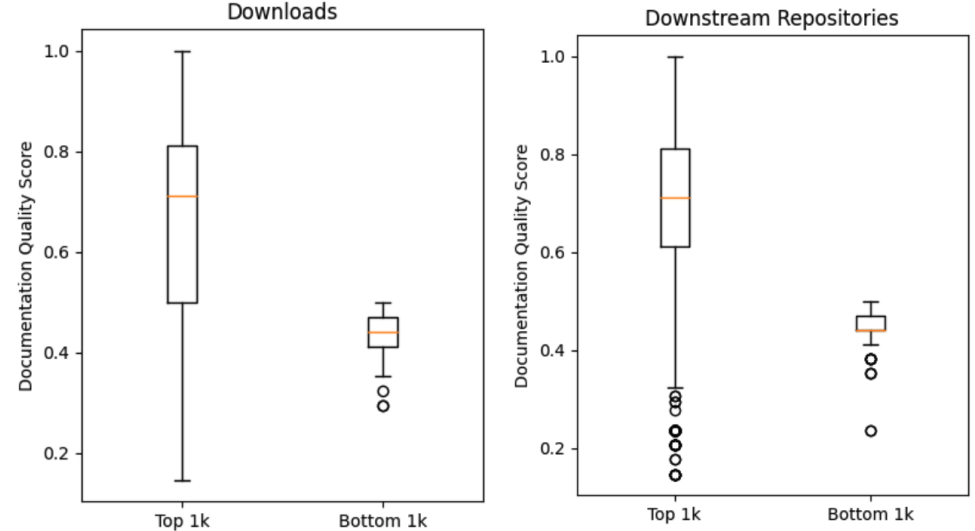 Downloads
1.0
0.8
0.6
0.4
0.2
Documentation Quality Score
Top 1k
Bottom 1k
Downstream Repositories
1.0
0.8
0.6
0.4
0.2
Documentation Quality Score
Top 1k
Bottom 1k